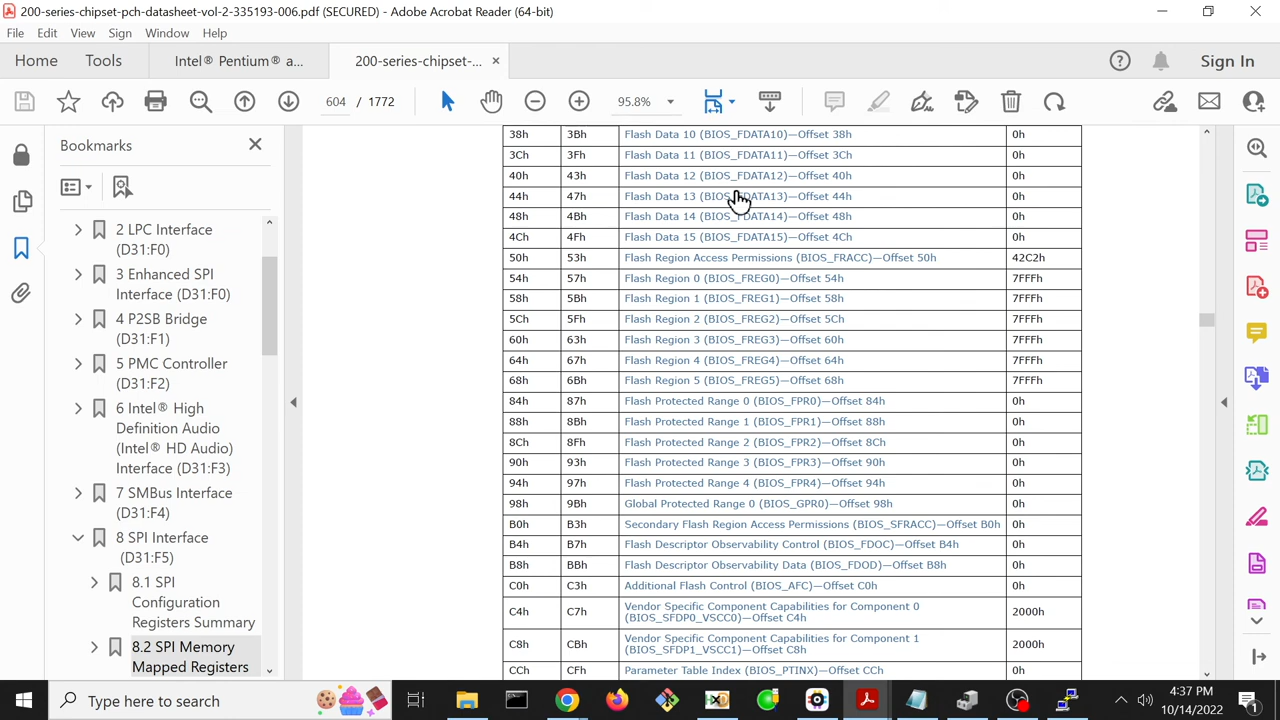 200-series-chipset-pch-datasheet-vol-2-335193-006.pdf (SECURED) - Adobe Acrobat Reader (64-bit)
File Edit View Sign Window Help
Home Tools Intel® Pentium® a... 200-series-chipset-... × Sign In
604 / 1772 95.8%
Bookmarks
2 LPC Interface
(D31:F0)
3 Enhanced SPI
Interface (D31:F0)
4 P2SB Bridge
(D31:F1)
5 PMC Controller
(D31:F2)
6 Intel® High
Definition Audio
(Intel® HD Audio)
Interface (D31:F3)
7 SMBus Interface
(D31:F4)
8 SPI Interface
(D31:F5)
8.1 SPI
Configuration
Registers Summary
8.2 SPI Memory
Mapped Registers
38h 3Bh Flash Data 10 (BIOS_FDATA10)—Offset 38h 0h
3Ch 3Fh Flash Data 11 (BIOS_FDATA11)—Offset 3Ch 0h
40h 43h Flash Data 12 (BIOS_FDATA12)—Offset 40h 0h
44h 47h Flash Data 13 (BIOS_FDATA13)—Offset 44h 0h
48h 4Bh Flash Data 14 (BIOS_FDATA14)—Offset 48h 0h
4Ch 4Fh Flash Data 15 (BIOS_FDATA15)—Offset 4Ch 0h
50h 53h Flash Region Access Permissions (BIOS_FRACC)—Offset 50h 42C2h
54h 57h Flash Region 0 (BIOS_FREG0)—Offset 54h 7FFFh
58h 5Bh Flash Region 1 (BIOS_FREG1)—Offset 58h 7FFFh
5Ch 5Fh Flash Region 2 (BIOS_FREG2)—Offset 5Ch 7FFFh
60h 63h Flash Region 3 (BIOS_FREG3)—Offset 60h 7FFFh
64h 67h Flash Region 4 (BIOS_FREG4)—Offset 64h 7FFFh
68h 6Bh Flash Region 5 (BIOS_FREG5)—Offset 68h 7FFFh
84h 87h Flash Protected Range 0 (BIOS_FPR0)—Offset 84h 0h
88h 8Bh Flash Protected Range 1 (BIOS_FPR1)—Offset 88h 0h
8Ch 8Fh Flash Protected Range 2 (BIOS_FPR2)—Offset 8Ch 0h
90h 93h Flash Protected Range 3 (BIOS_FPR3)—Offset 90h 0h
94h 97h Flash Protected Range 4 (BIOS_FPR4)—Offset 94h 0h
98h 9Bh Global Protected Range 0 (BIOS_GPR0)—Offset 98h 0h
B0h B3h Secondary Flash Region Access Permissions (BIOS_SFRACC)—Offset B0h 0h
B4h B7h Flash Descriptor Observability Control (BIOS_FDOC)—Offset B4h 0h
B8h BBh Flash Descriptor Observability Data (BIOS_FDOD)—Offset B8h 0h
C0h C3h Additional Flash Control (BIOS_AFC)—Offset C0h 0h
C4h C7h Vendor Specific Component Capabilities for Component 0
(BIOS_SFDP0_VSCC0)—Offset C4h 2000h
C8h CBh Vendor Specific Component Capabilities for Component 1
(BIOS_SFDP1_VSCC1)—Offset C8h 2000h
CCh CFh Parameter Table Index (BIOS_PTINX)—Offset CCh 0h
Type here to search
4:37 PM
10/14/2022
1